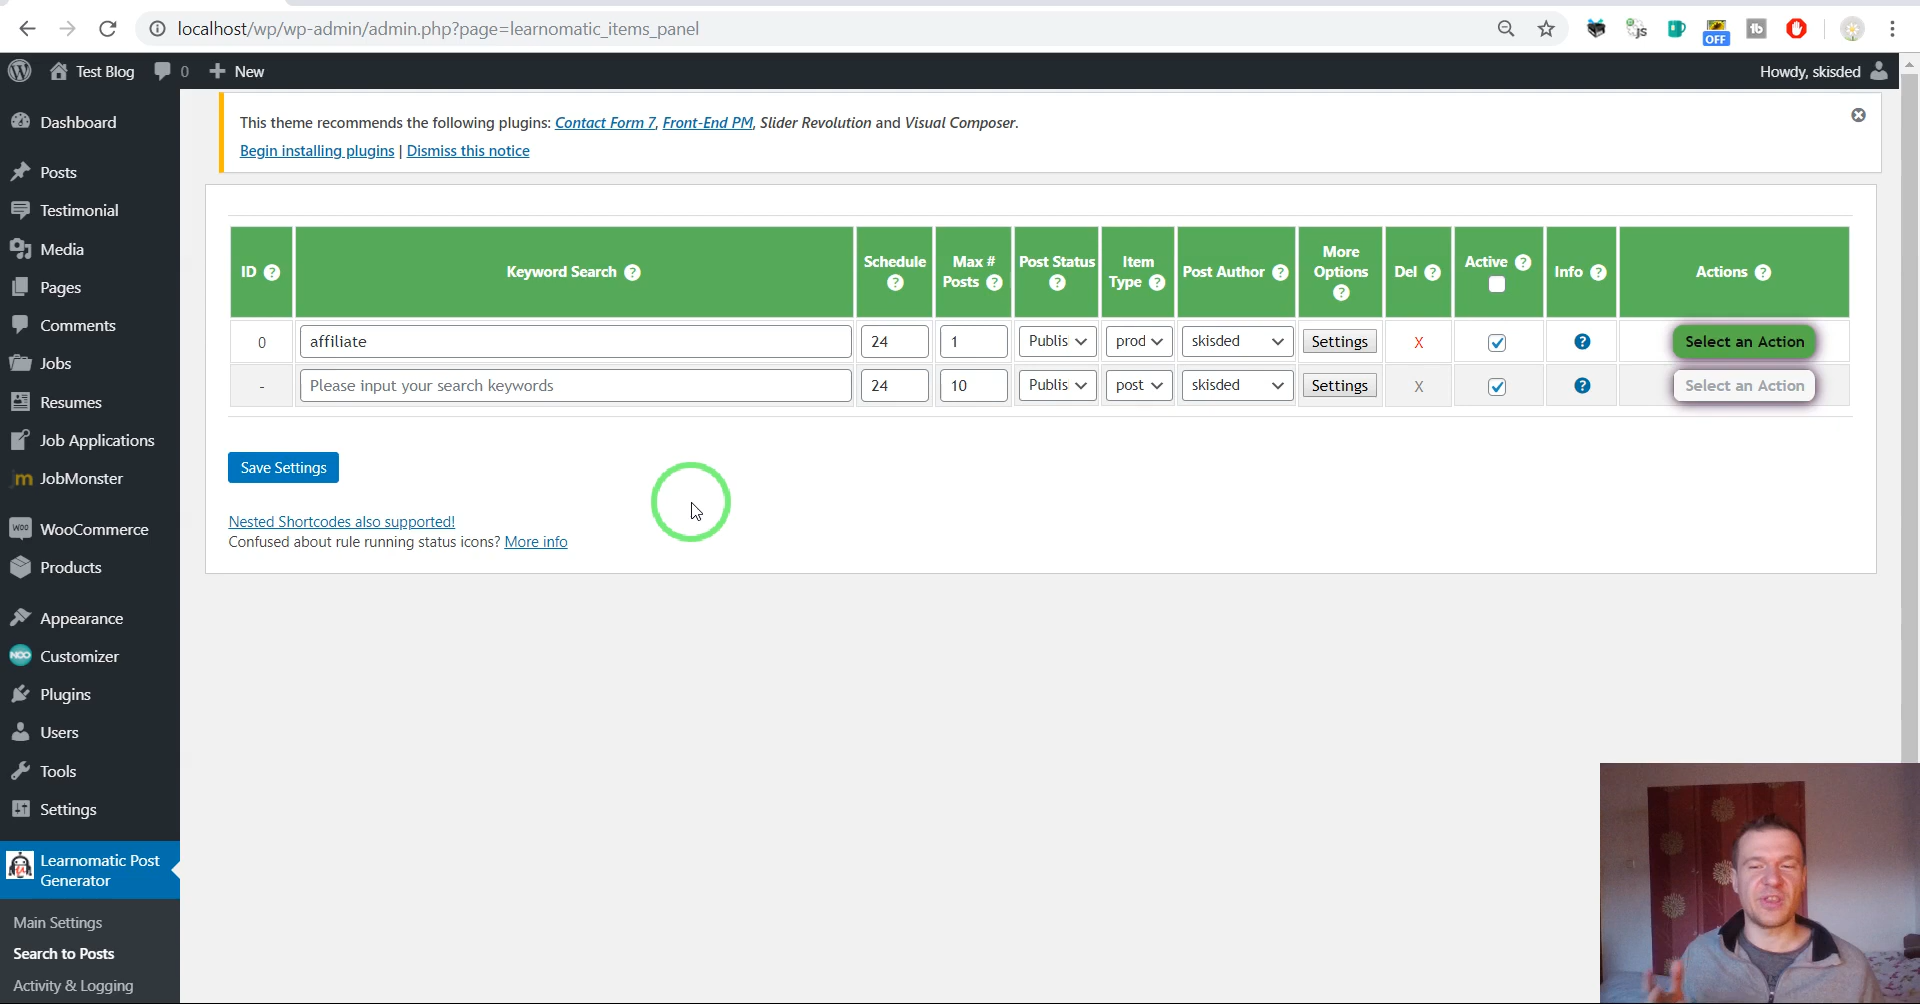 localhost/wp/wp-admin/admin.php?page=learnomatic_items_panel
OFF
JS
tb
Test Blog 0 New
Howdy, skisded
Dashboard
Posts
Testimonial
Media
Pages
Comments
Jobs
Resumes
Job Applications
JobMonster
WooCommerce
Products
Appearance
Customizer
Plugins
Users
Tools
Settings
Learnomatic Post
Generator
Main Settings
Search to Posts
Activity & Logging
This theme recommends the following plugins: Contact Form 7, Front-End PM, Slider Revolution and Visual Composer.
Begin installing plugins | Dismiss this notice
ID ? Keyword Search ? Schedule ? Max # Posts ? Post Status ? Item Type ? Post Author ? More Options ? Del ? Active ? Info ? Actions ?
0 affiliate 24 1 Publis prod skisded Settings X ? Select an Action
- Please input your search keywords 24 10 Publis post skisded Settings X ? Select an Action
Save Settings
Nested Shortcodes also supported!
Confused about rule running status icons? More info